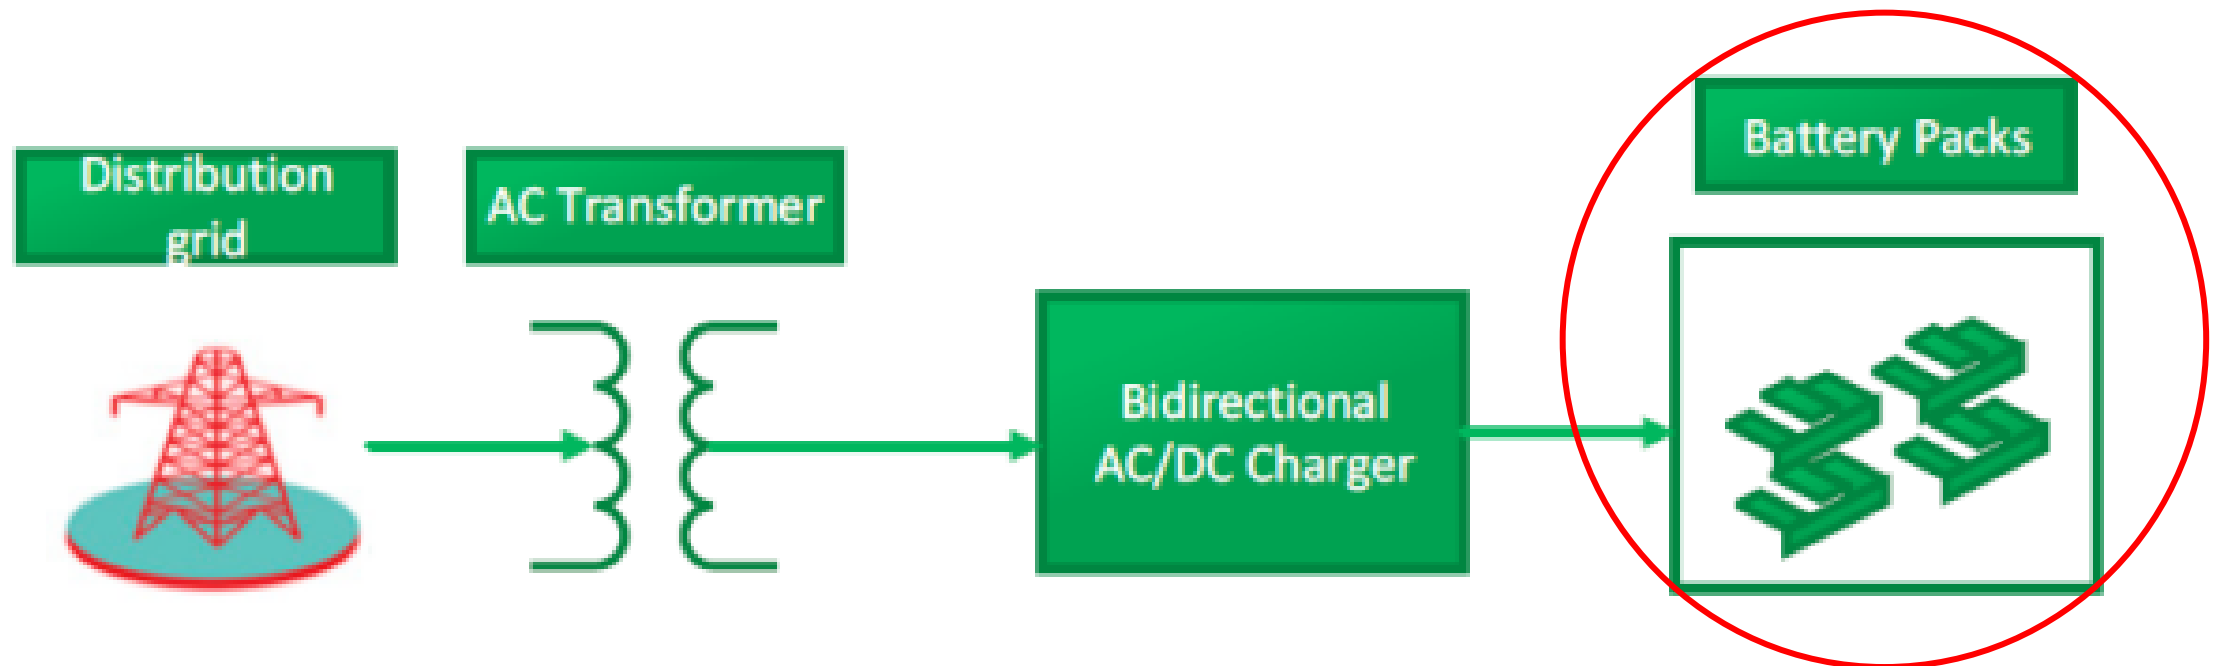 Distribution
grid
AC Transformer
Bidirectional
AC/DC Charger
Battery Packs